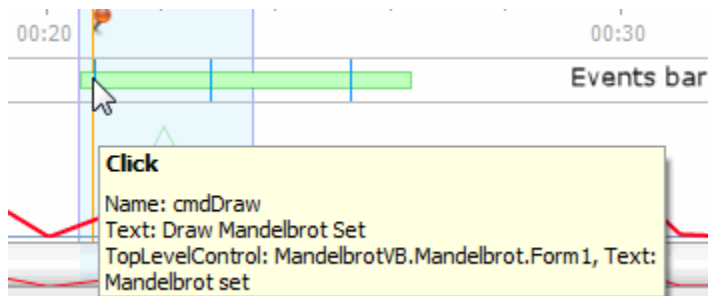 00:20 00:30
Events bar
Click
Name: cmdDraw
Text: Draw Mandelbrot Set
TopLevelControl: MandelbrotVB.Mandelbrot.Form1, Text:
Mandelbrot set